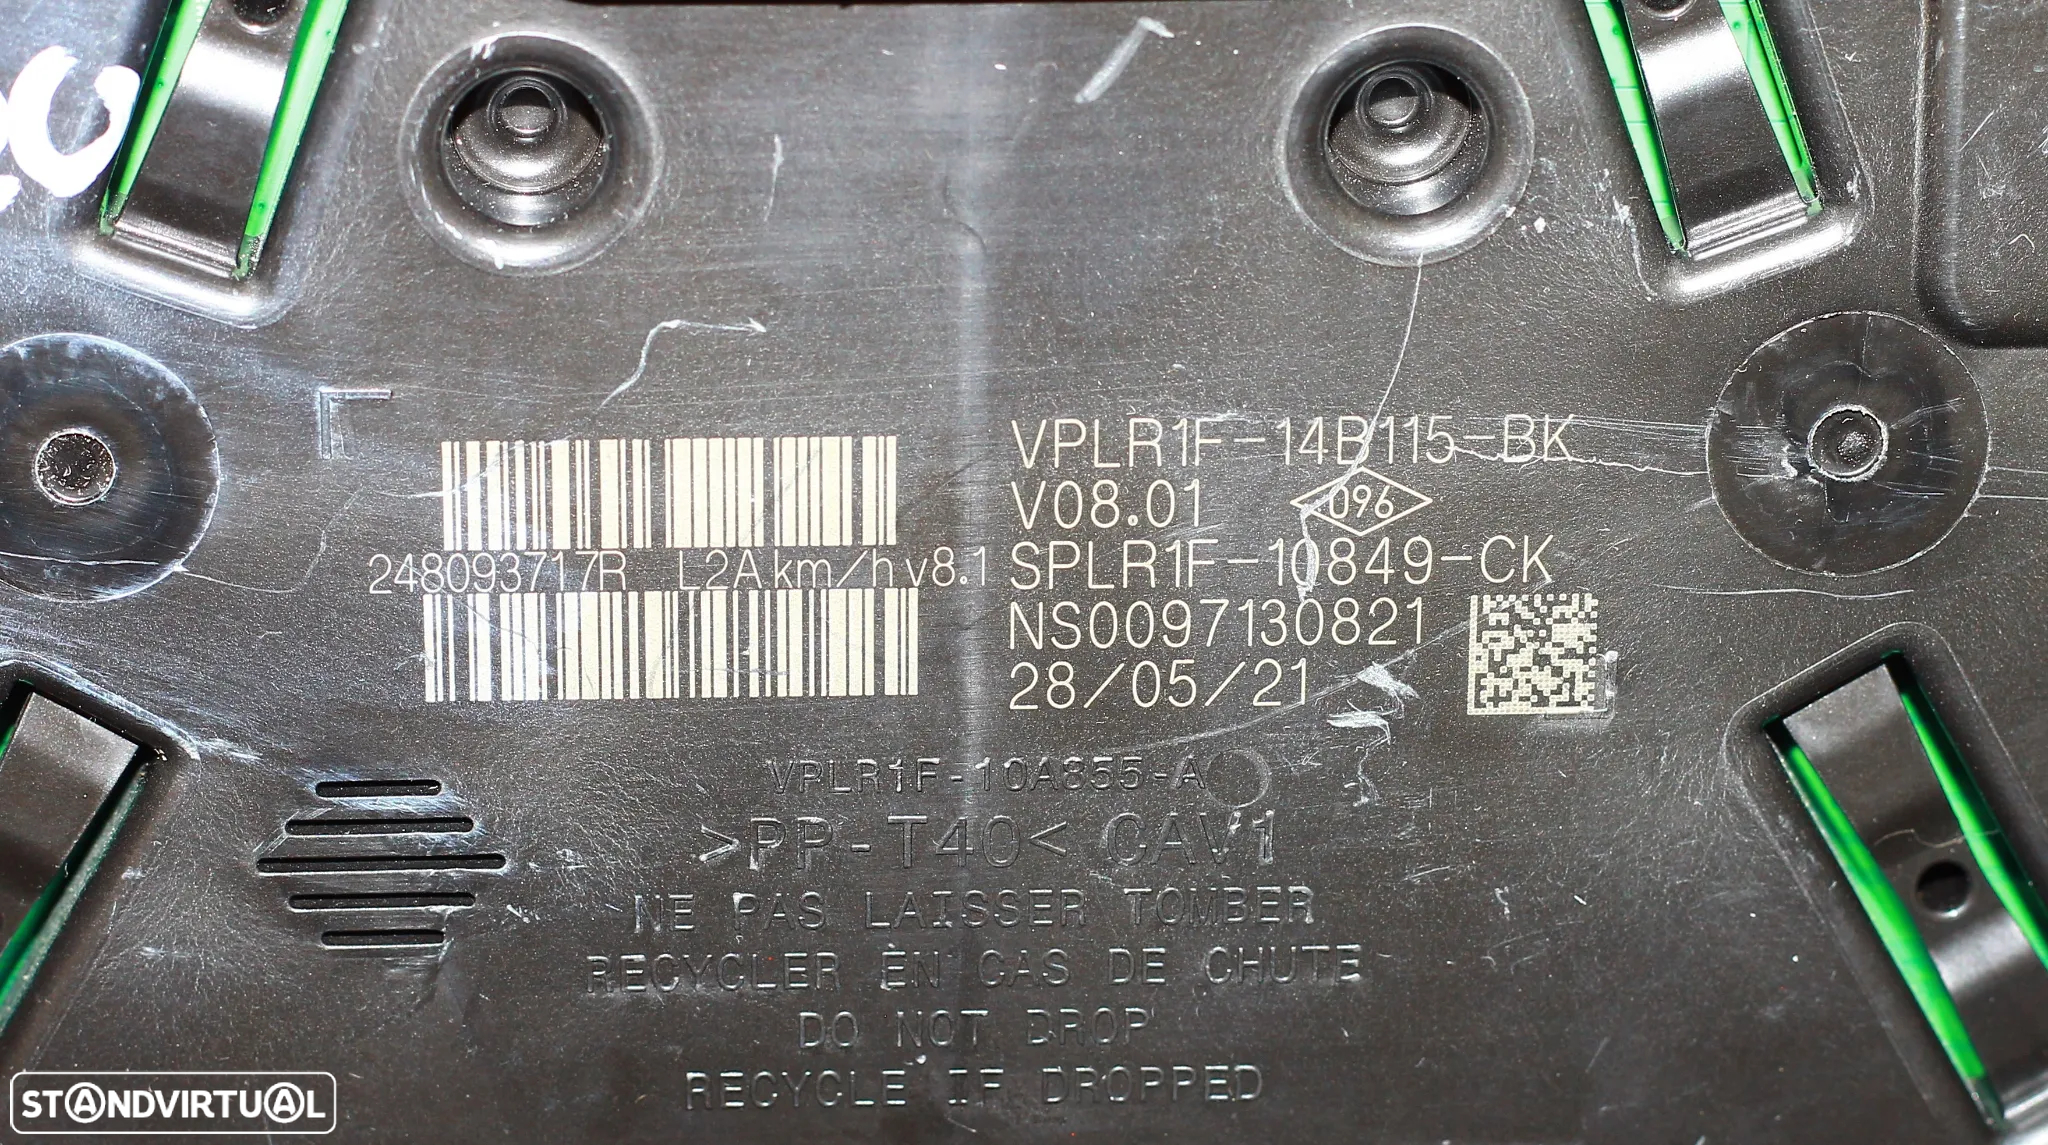 VPLR1F-14B115-BK
V08.01 096
248093717R L2A km/h v8.1
SPLR1F-10849-CK
NS0097130821
28/05/21
VPLR1F-10A855-A
>PP-T40< CAV1
NE PAS LAISSER TOMBER
RECYCLER EN CAS DE CHUTE
DO NOT DROP
RECYCLE IF DROPPED
STANDVIRTUAL